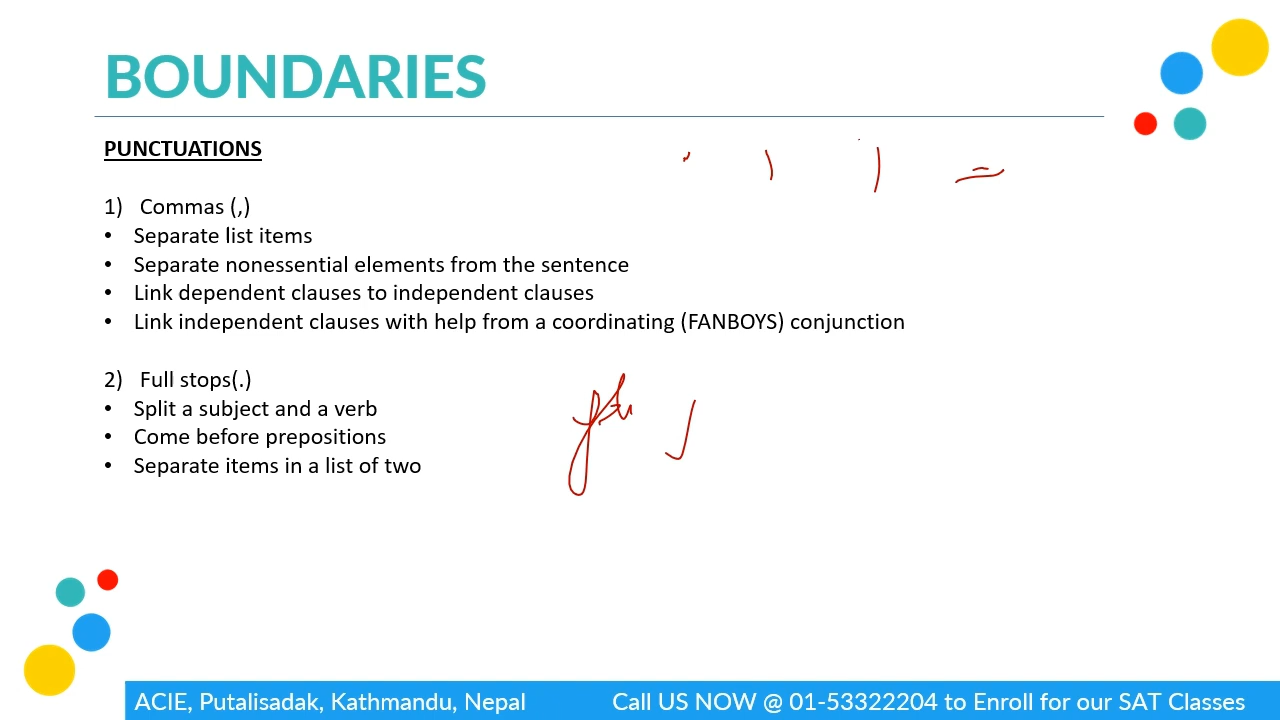 BOUNDARIES
PUNCTUATIONS
1) Commas (,)
• Separate list items
• Separate nonessential elements from the sentence
• Link dependent clauses to independent clauses
• Link independent clauses with help from a coordinating (FANBOYS) conjunction
2) Full stops(.)
• Split a subject and a verb
• Come before prepositions
• Separate items in a list of two
ACIE, Putalisadak, Kathmandu, Nepal
Call US NOW @ 01-53322204 to Enroll for our SAT Classes